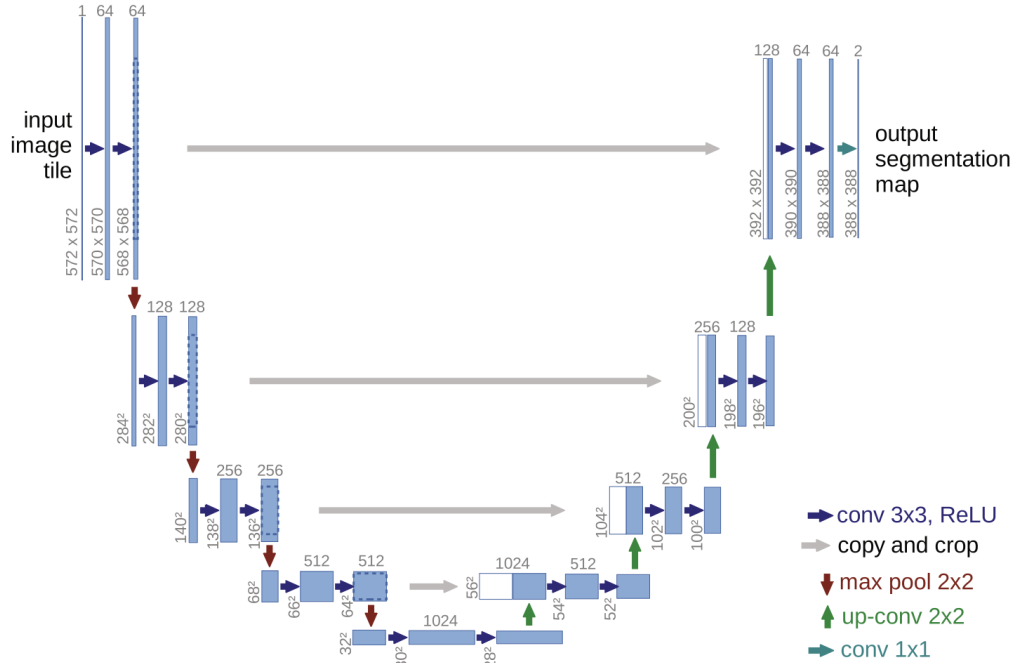 1 64 64
128 64 64 2
input
image
tile
output
segmentation
map
572 x 572
570 x 570
568 x 568
392 x 392
390 x 390
388 x 388
388 x 388
128 128
256 128
284²
282²
280²
200²
198²
196²
256 256
512 256
140²
138²
136²
104²
102²
100²
512 512
1024 512
68²
66²
64²
56²
54²
52²
1024
32²
conv 3x3, ReLU
copy and crop
max pool 2x2
up-conv 2x2
conv 1x1